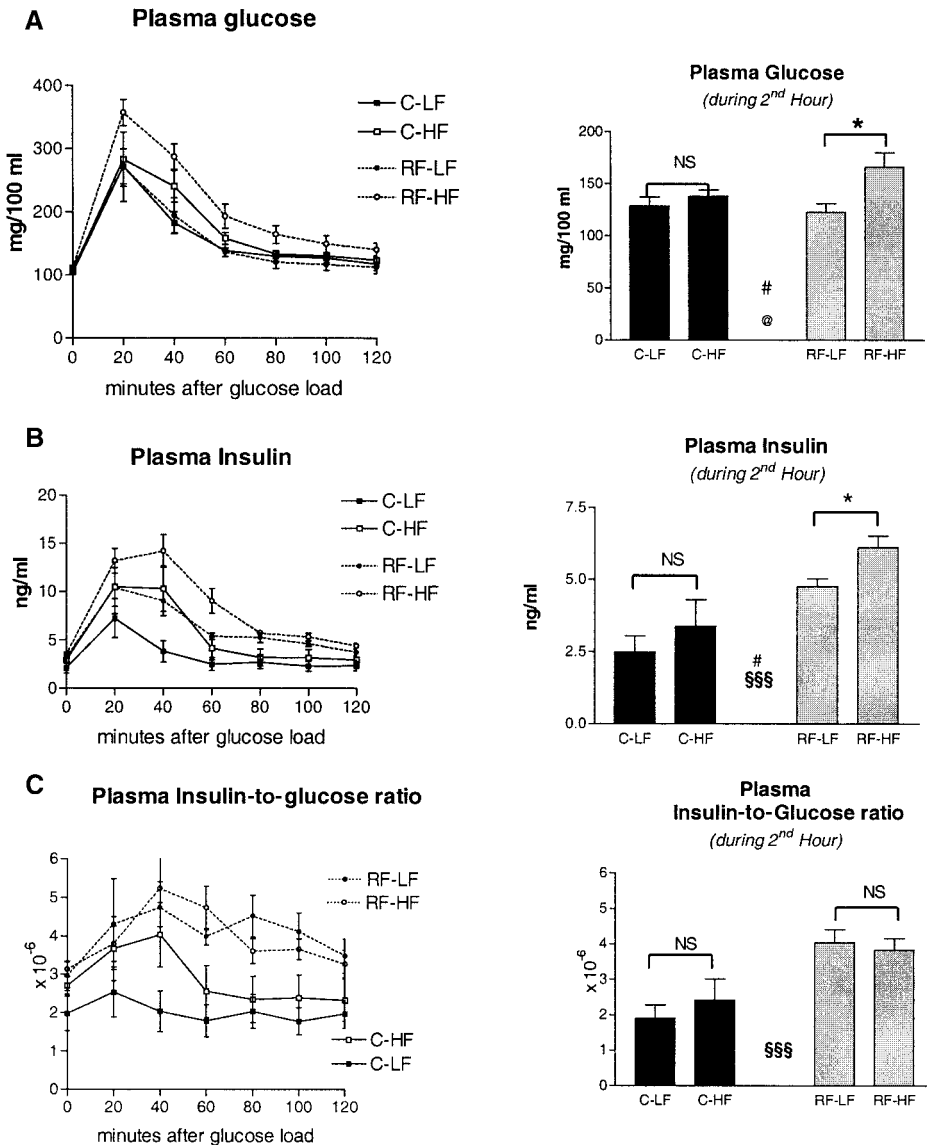 A
Plasma glucose
mg/100 ml
400
300
200
100
0
0 20 40 60 80 100 120
minutes after glucose load
C-LF
C-HF
RF-LF
RF-HF
Plasma Glucose
(during 2nd Hour)
mg/100 ml
200
150
100
50
0
NS
*
#
@
C-LF C-HF RF-LF RF-HF
B
Plasma Insulin
ng/ml
20
15
10
5
0
0 20 40 60 80 100 120
minutes after glucose load
C-LF
C-HF
RF-LF
RF-HF
Plasma Insulin
(during 2nd Hour)
ng/ml
7.5
5.0
2.5
0.0
NS
*
#
§§§
C-LF C-HF RF-LF RF-HF
C
Plasma Insulin-to-glucose ratio
x 10-6
6
5
4
3
2
1
0
0 20 40 60 80 100 120
minutes after glucose load
RF-LF
RF-HF
C-HF
C-LF
Plasma
Insulin-to-Glucose ratio
(during 2nd Hour)
x 10-6
6
5
4
3
2
1
0
NS
NS
§§§
C-LF C-HF RF-LF RF-HF